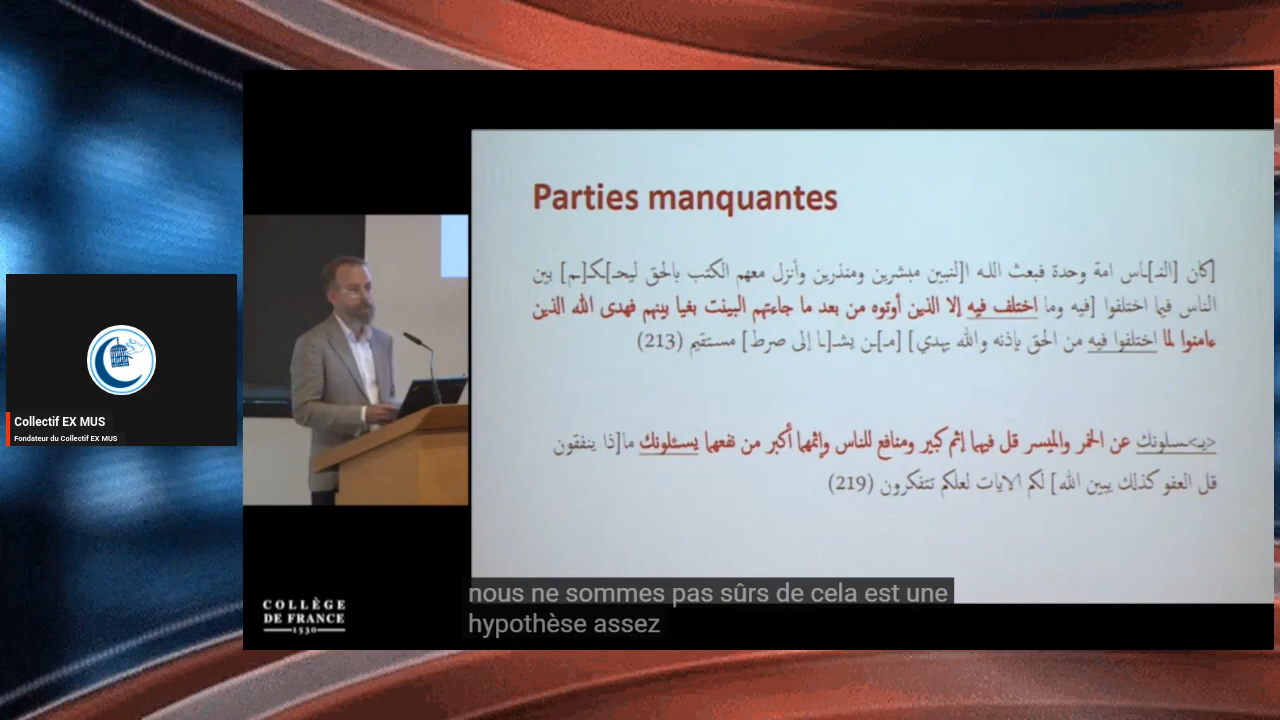 Parties manquantes
[كان [النـ]ـاس امة وحدة فبعث اللـه ا[لنبيين مبشرين ومنذرين وأنزل معهم الكتب بالحق ليحـ]ـكـ[ـم] بين
الناس فيما اختلفوا [فيه وما اختلف فيه إلا الذين أوتوه من بعد ما جاءتهم البينت بغيا بينهم فهدى الله الذين
ءامنوا لما اختلفوا فيه من الحق بإذنه والله يهدي] [مـ]ـن يشـ[ـا إلى صرط] مستقيم (213)
<يـ>ـسلونك عن الخمر والميسر قل فيهما إثم كبير ومنافع للناس وإثمهما أكبر من نفعهما يسـٔلونك ما[ذا ينفقون
قل العفو كذلك يبين الله] لكم الايات لعلكم تتفكرون (219)
Collectif EX MUS
Fondateur du Collectif EX MUS
nous ne sommes pas sûrs de cela est une
hypothèse assez
COLLÈGE
DE FRANCE
1530